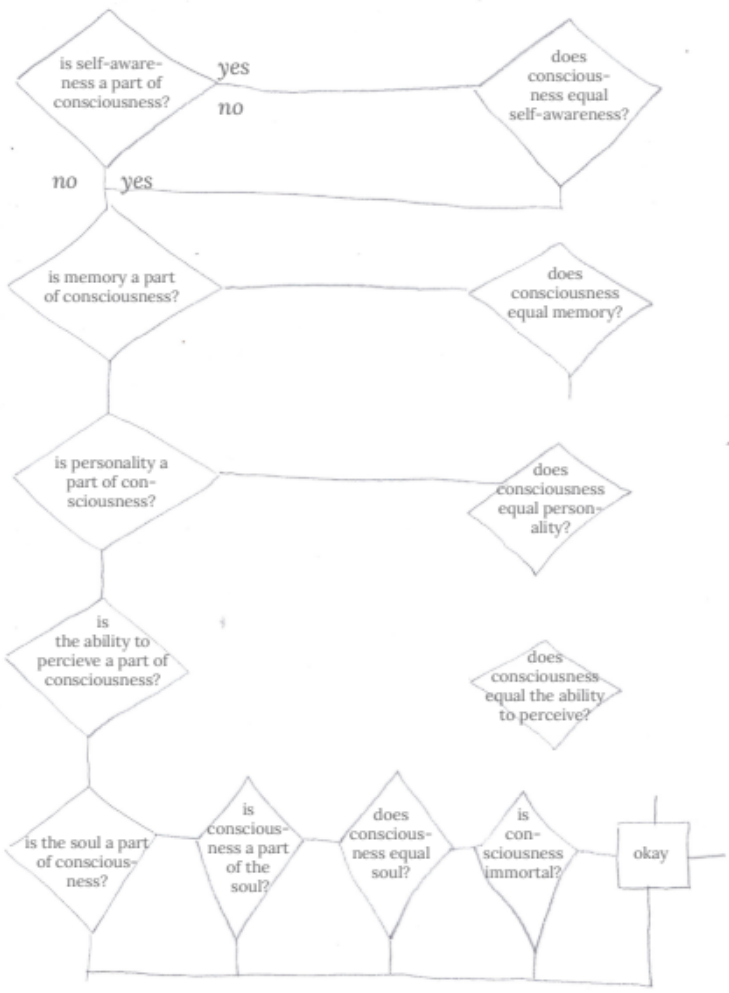 is self-aware-
ness a part of
consciousness?
yes
no
does
conscious-
ness equal
self-awareness?
no
yes
is memory a part
of consciousness?
does
consciousness
equal memory?
is personality a
part of con-
sciousness?
does
consciousness
equal person-
ality?
is
the ability to
percieve a part of
consciousness?
does
consciousness
equal the ability
to perceive?
is the soul a part
of conscious-
ness?
is
conscious-
ness a part
of the
soul?
does
conscious-
ness equal
soul?
is
con-
sciousness
immortal?
okay